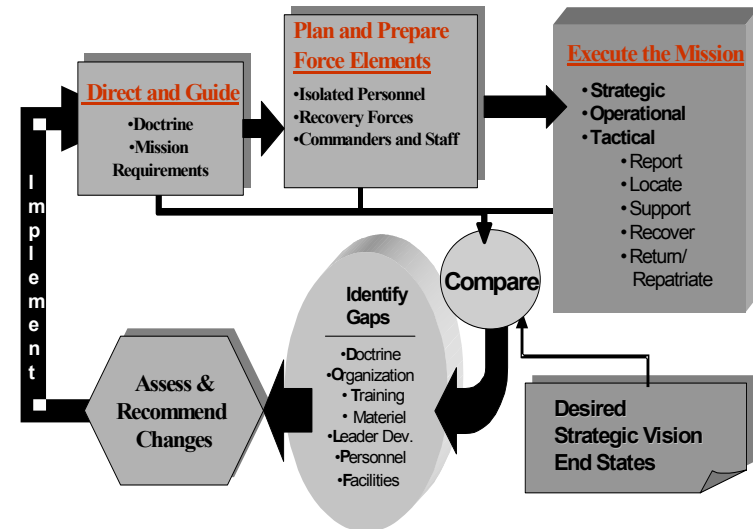 Direct and Guide
•Doctrine
•Mission
Requirements
Plan and Prepare
Force Elements
•Isolated Personnel
•Recovery Forces
•Commanders and Staff
Execute the Mission
• Strategic
• Operational
• Tactical
• Report
• Locate
• Support
• Recover
• Return/
Repatriate
Compare
Desired
Strategic Vision
End States
Identify
Gaps
•Doctrine
•Organization
•Training
•Materiel
•Leader Dev.
•Personnel
•Facilities
Assess &
Recommend
Changes
Implement